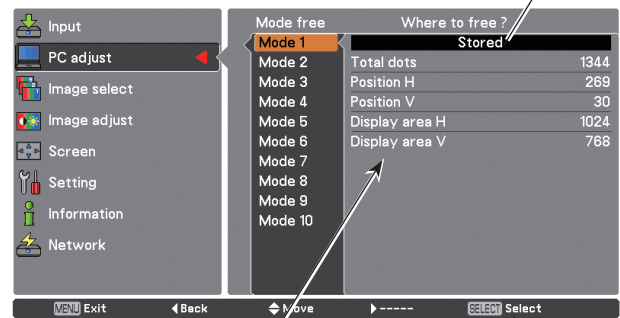 Input
PC adjust
Image select
Image adjust
Screen
Setting
Information
Network
Mode free
Where to free ?
Mode 1
Mode 2
Mode 3
Mode 4
Mode 5
Mode 6
Mode 7
Mode 8
Mode 9
Mode 10
Stored
Total dots 1344
Position H 269
Position V 30
Display area H 1024
Display area V 768
MENU Exit
Back
Move
-----
SELECT Select